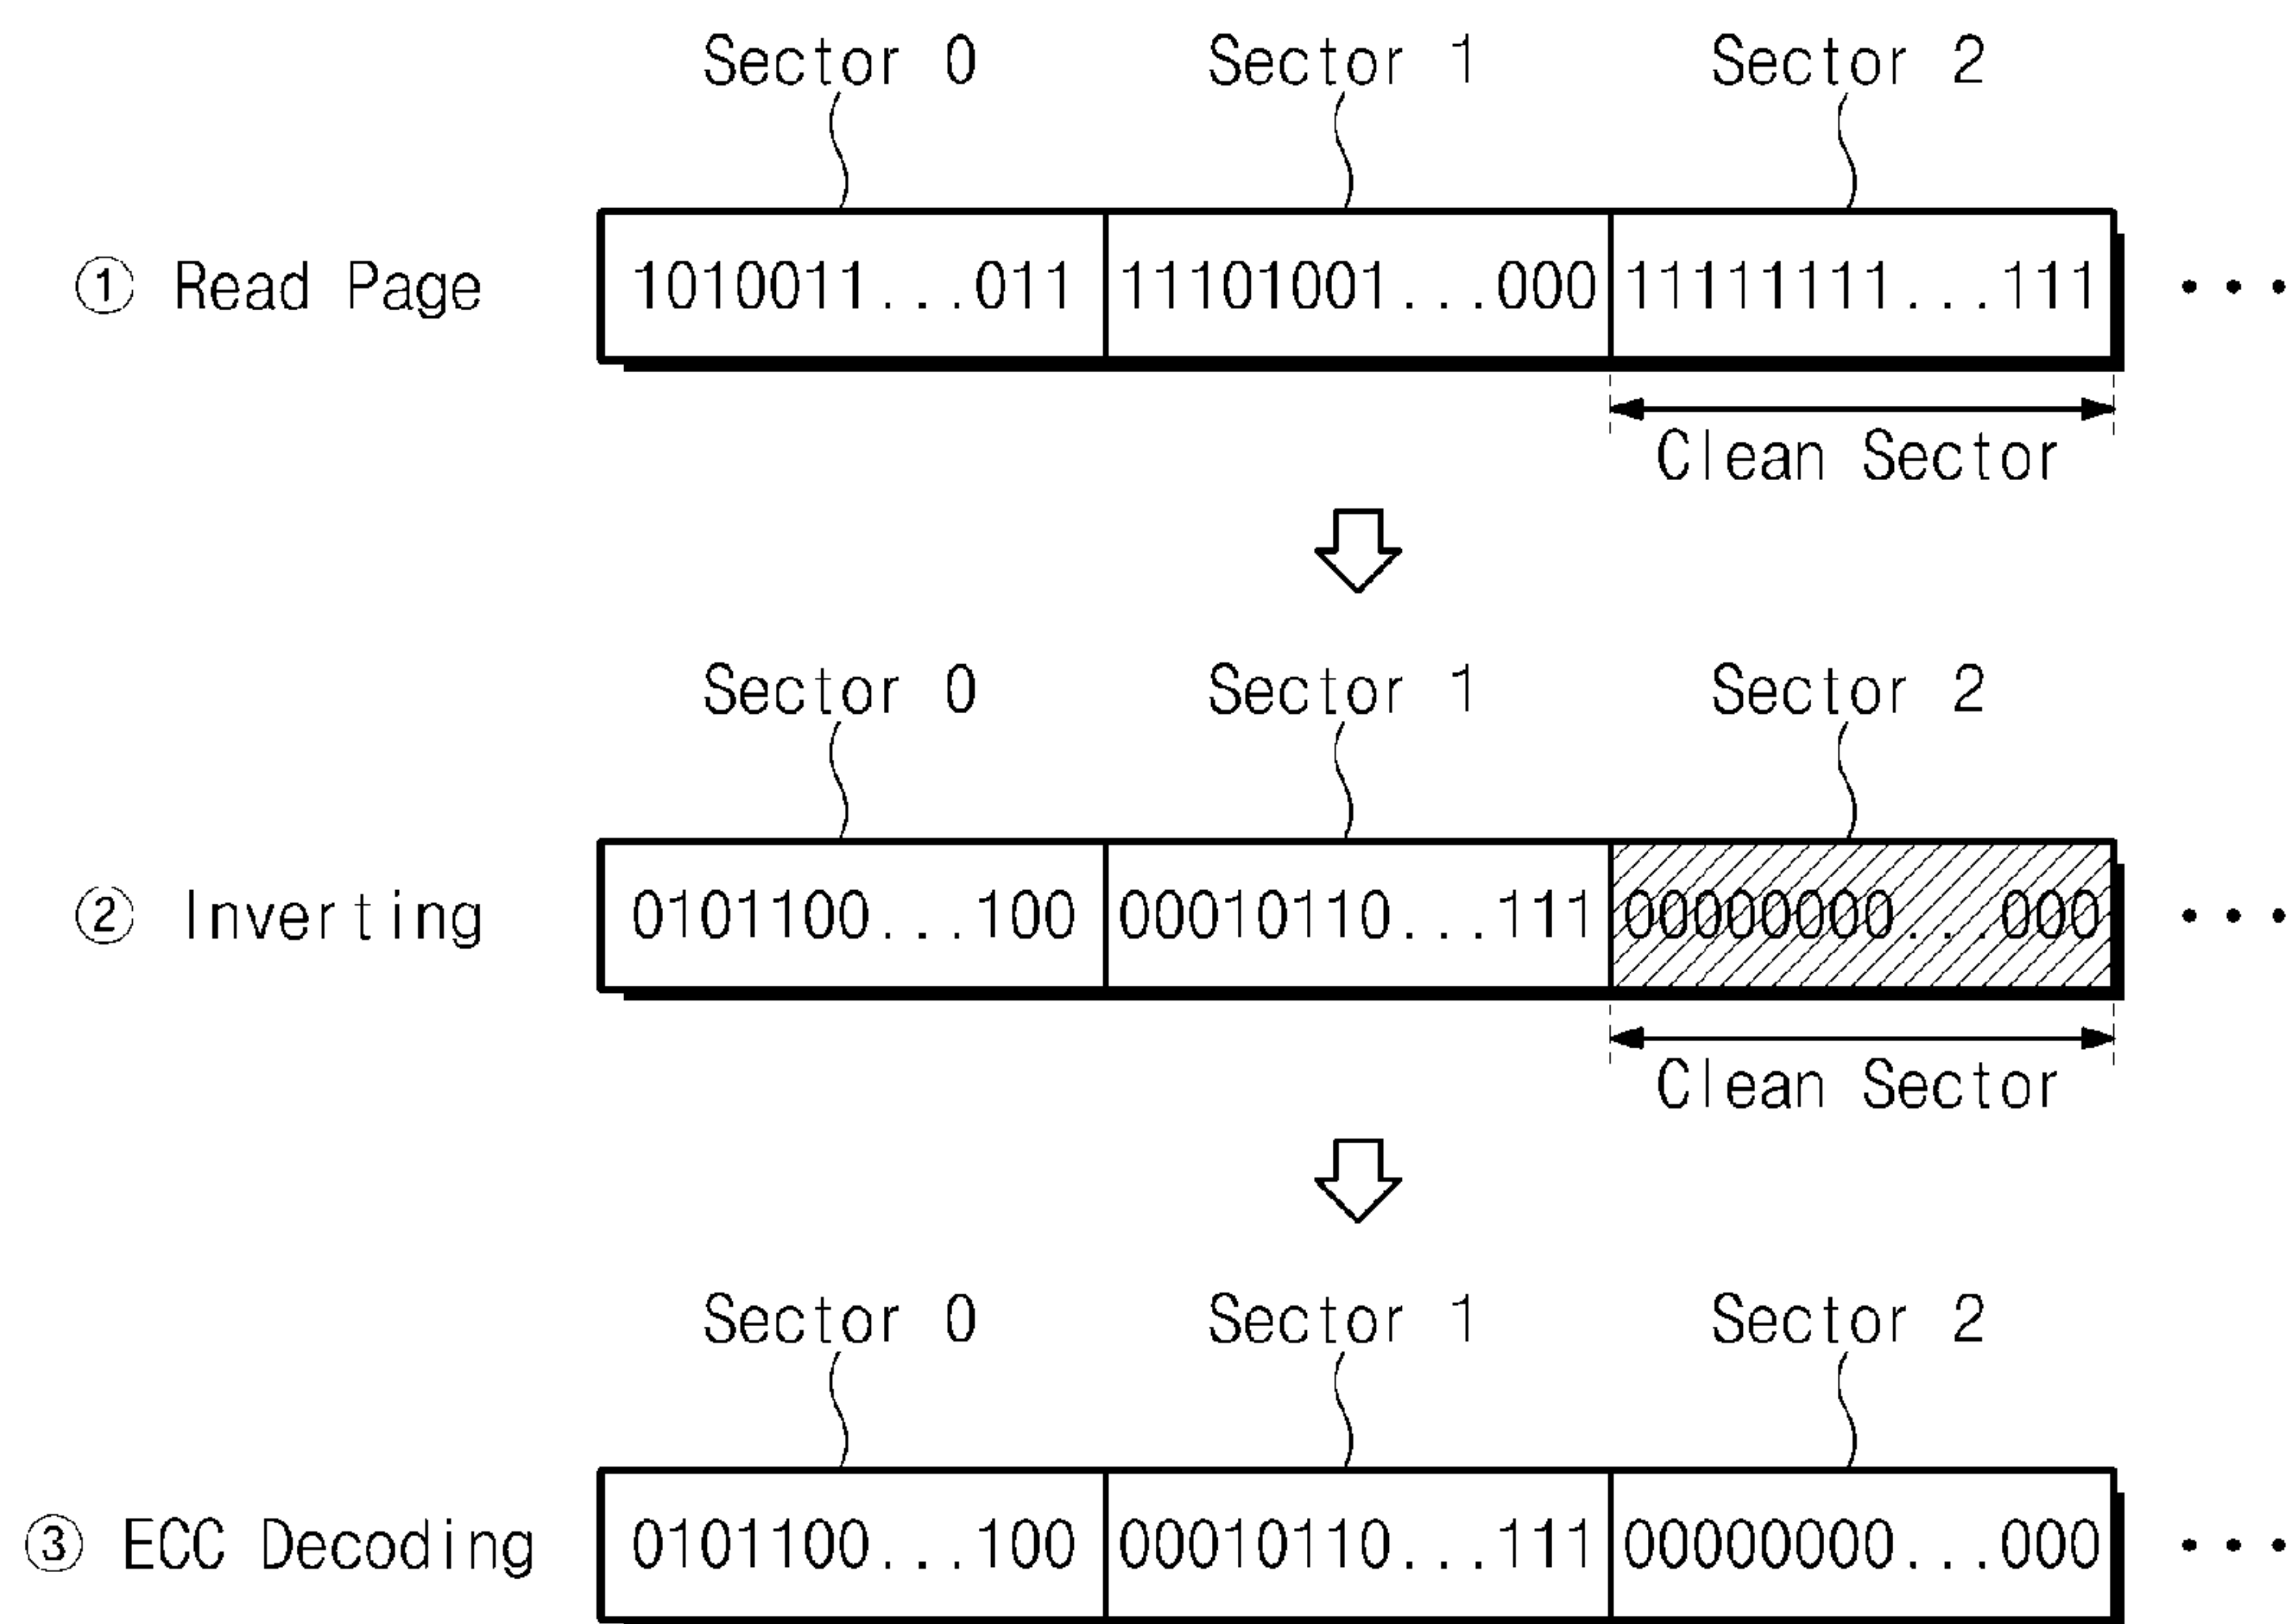 Sector 0 Sector 1 Sector 2
① Read Page 1010011...011 11101001...000 11111111...111 ...
Clean Sector
Sector 0 Sector 1 Sector 2
② Inverting 0101100...100 00010110...111 00000000...000 ...
Clean Sector
Sector 0 Sector 1 Sector 2
③ ECC Decoding 0101100...100 00010110...111 00000000...000 ...